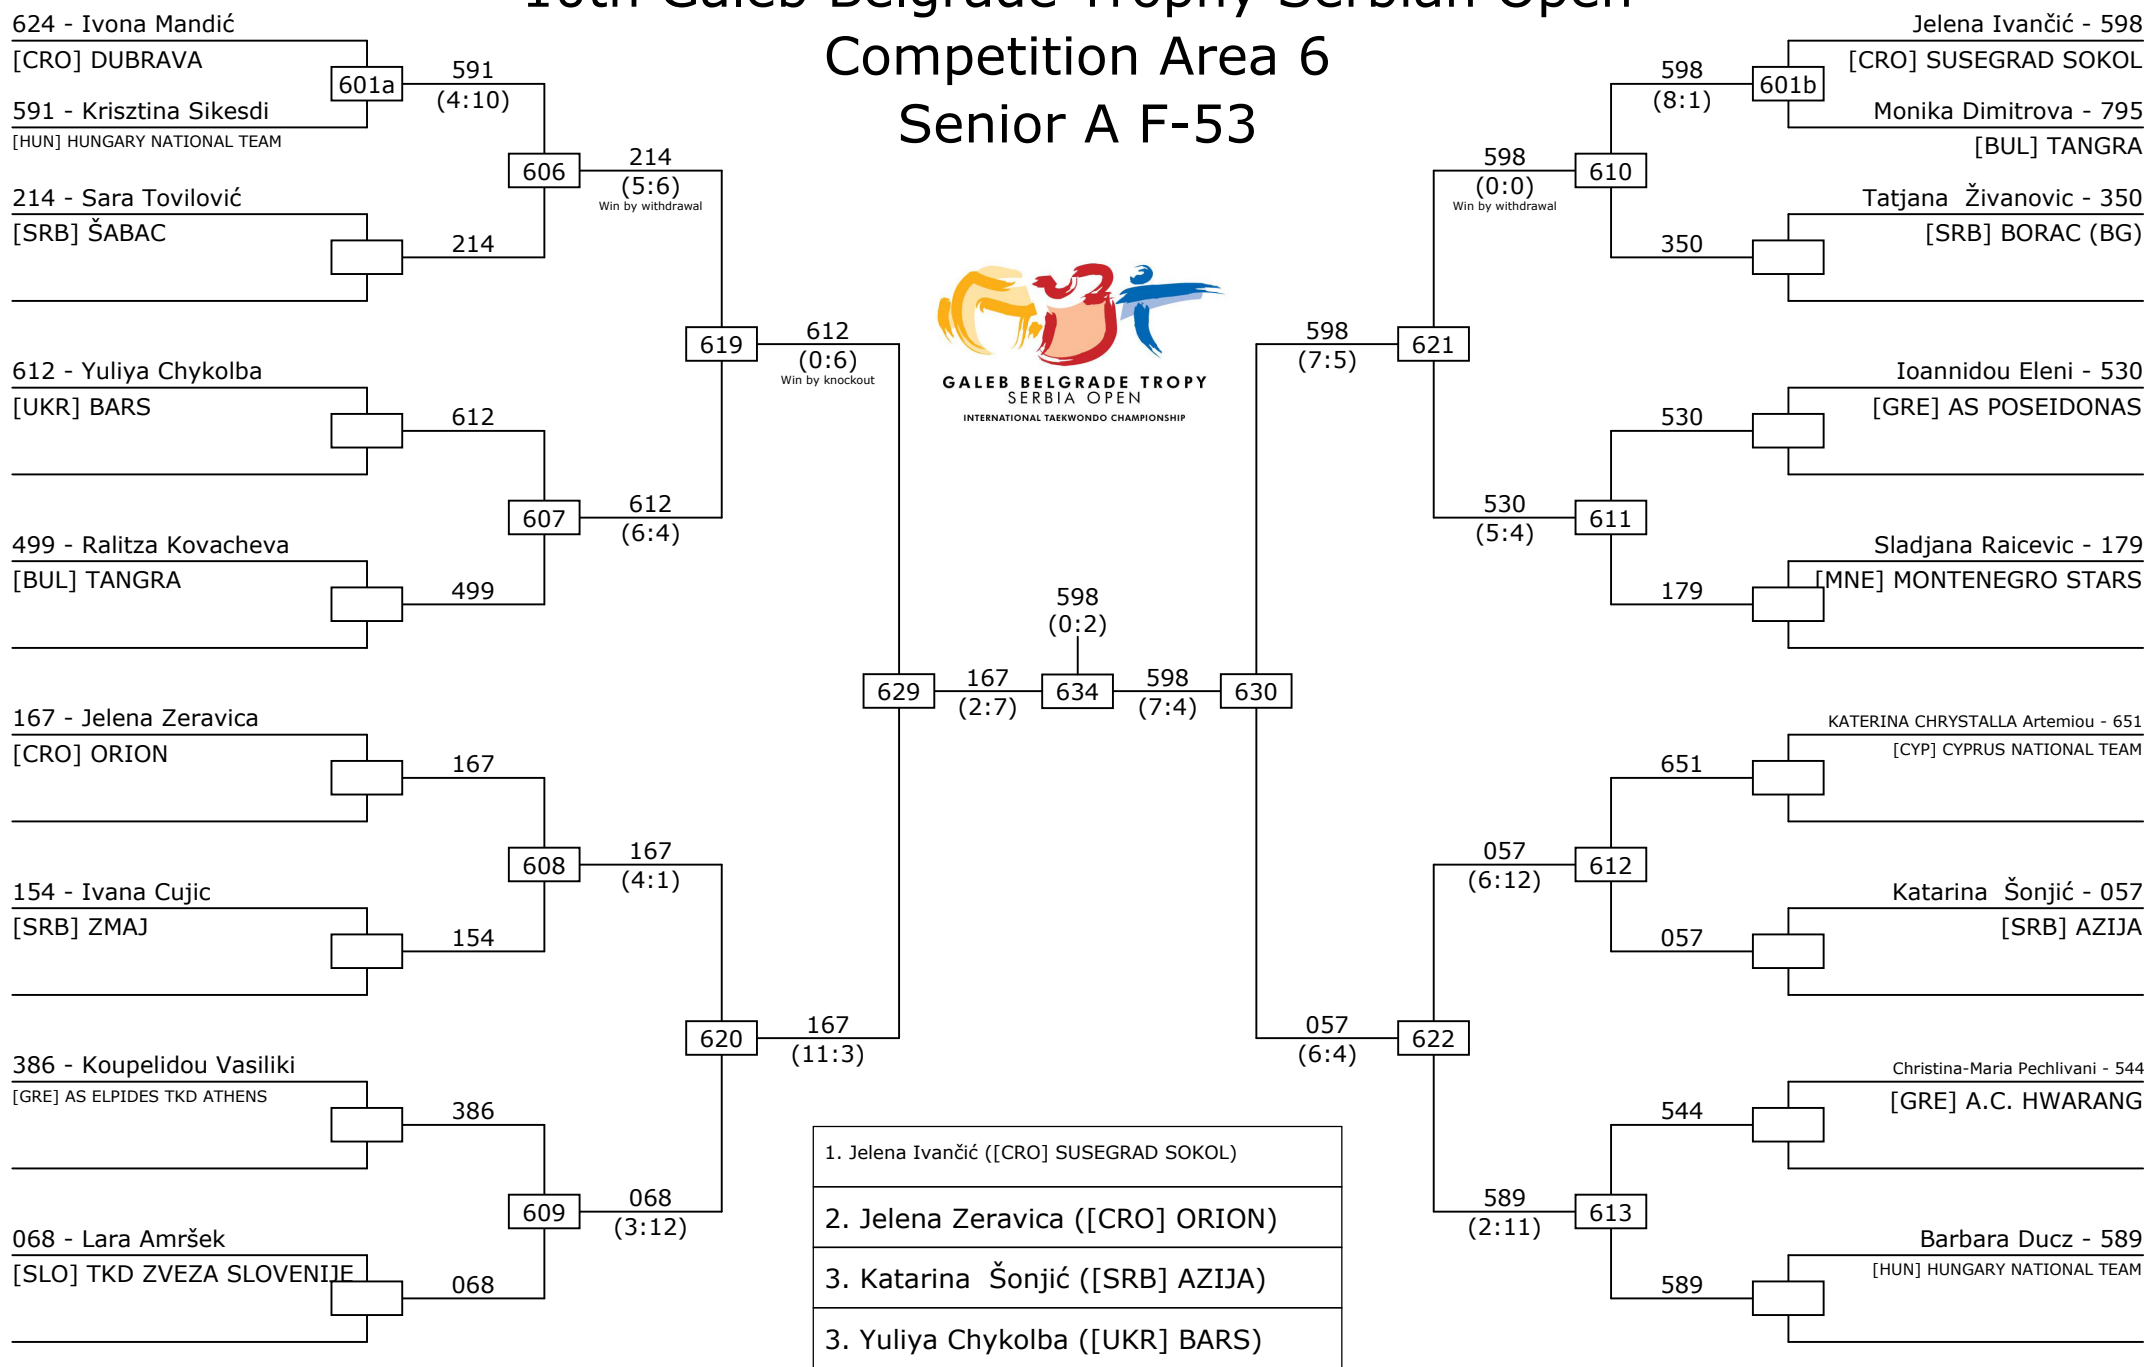 16th Galeb Belgrade Trophy Serbian Open
Competition Area 6
Senior A F-53
624 - Ivona Mandić
[CRO] DUBRAVA
601a
591
(4:10)
591 - Krisztina Sikesdi
[HUN] HUNGARY NATIONAL TEAM
606
214
(5:6)
Win by withdrawal
214 - Sara Tovilović
[SRB] ŠABAC
214
619
612
(0:6)
Win by knockout
612 - Yuliya Chykolba
[UKR] BARS
612
607
612
(6:4)
499 - Ralitza Kovacheva
[BUL] TANGRA
499
629
167
(2:7)
167 - Jelena Zeravica
[CRO] ORION
167
608
167
(4:1)
154 - Ivana Cujic
[SRB] ZMAJ
154
620
167
(11:3)
386 - Koupelidou Vasiliki
[GRE] AS ELPIDES TKD ATHENS
386
609
068
(3:12)
068 - Lara Amršek
[SLO] TKD ZVEZA SLOVENIJE
068
GALEB BELGRADE TROPY
SERBIA OPEN
INTERNATIONAL TAEKWONDO CHAMPIONSHIP
598
(0:2)
634
Jelena Ivančić - 598
[CRO] SUSEGRAD SOKOL
598
(8:1)
601b
Monika Dimitrova - 795
[BUL] TANGRA
598
(0:0)
Win by withdrawal
610
Tatjana  Živanovic - 350
[SRB] BORAC (BG)
350
598
(7:5)
621
Ioannidou Eleni - 530
[GRE] AS POSEIDONAS
530
530
(5:4)
611
Sladjana Raicevic - 179
[MNE] MONTENEGRO STARS
179
598
(7:4)
630
KATERINA CHRYSTALLA Artemiou - 651
[CYP] CYPRUS NATIONAL TEAM
651
057
(6:12)
612
Katarina  Šonjić - 057
[SRB] AZIJA
057
057
(6:4)
622
Christina-Maria Pechlivani - 544
[GRE] A.C. HWARANG
544
589
(2:11)
613
Barbara Ducz - 589
[HUN] HUNGARY NATIONAL TEAM
589
1. Jelena Ivančić ([CRO] SUSEGRAD SOKOL)
2. Jelena Zeravica ([CRO] ORION)
3. Katarina  Šonjić ([SRB] AZIJA)
3. Yuliya Chykolba ([UKR] BARS)